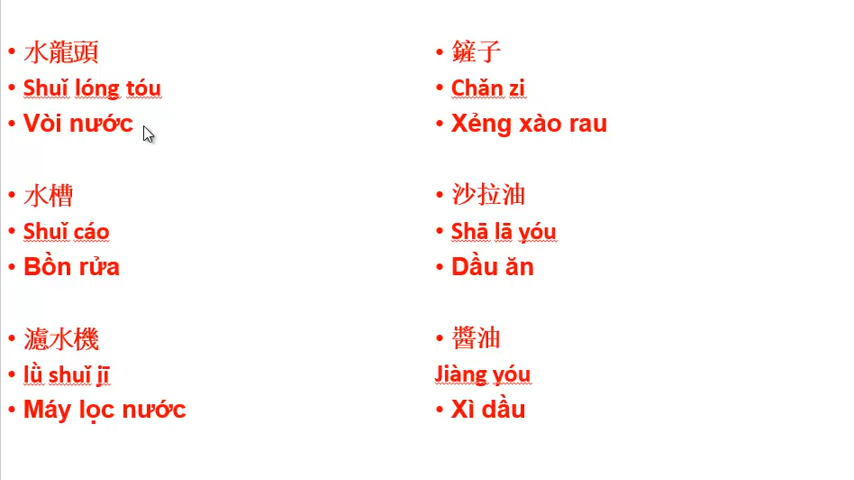 • 水龍頭
• Shuǐ lóng tóu
• Vòi nước
• 水槽
• Shuǐ cáo
• Bồn rửa
• 濾水機
• lǜ shuǐ jī
• Máy lọc nước
• 鏟子
• Chǎn zi
• Xẻng xào rau
• 沙拉油
• Shā lā yóu
• Dầu ăn
• 醬油
Jiàng yóu
• Xì dầu